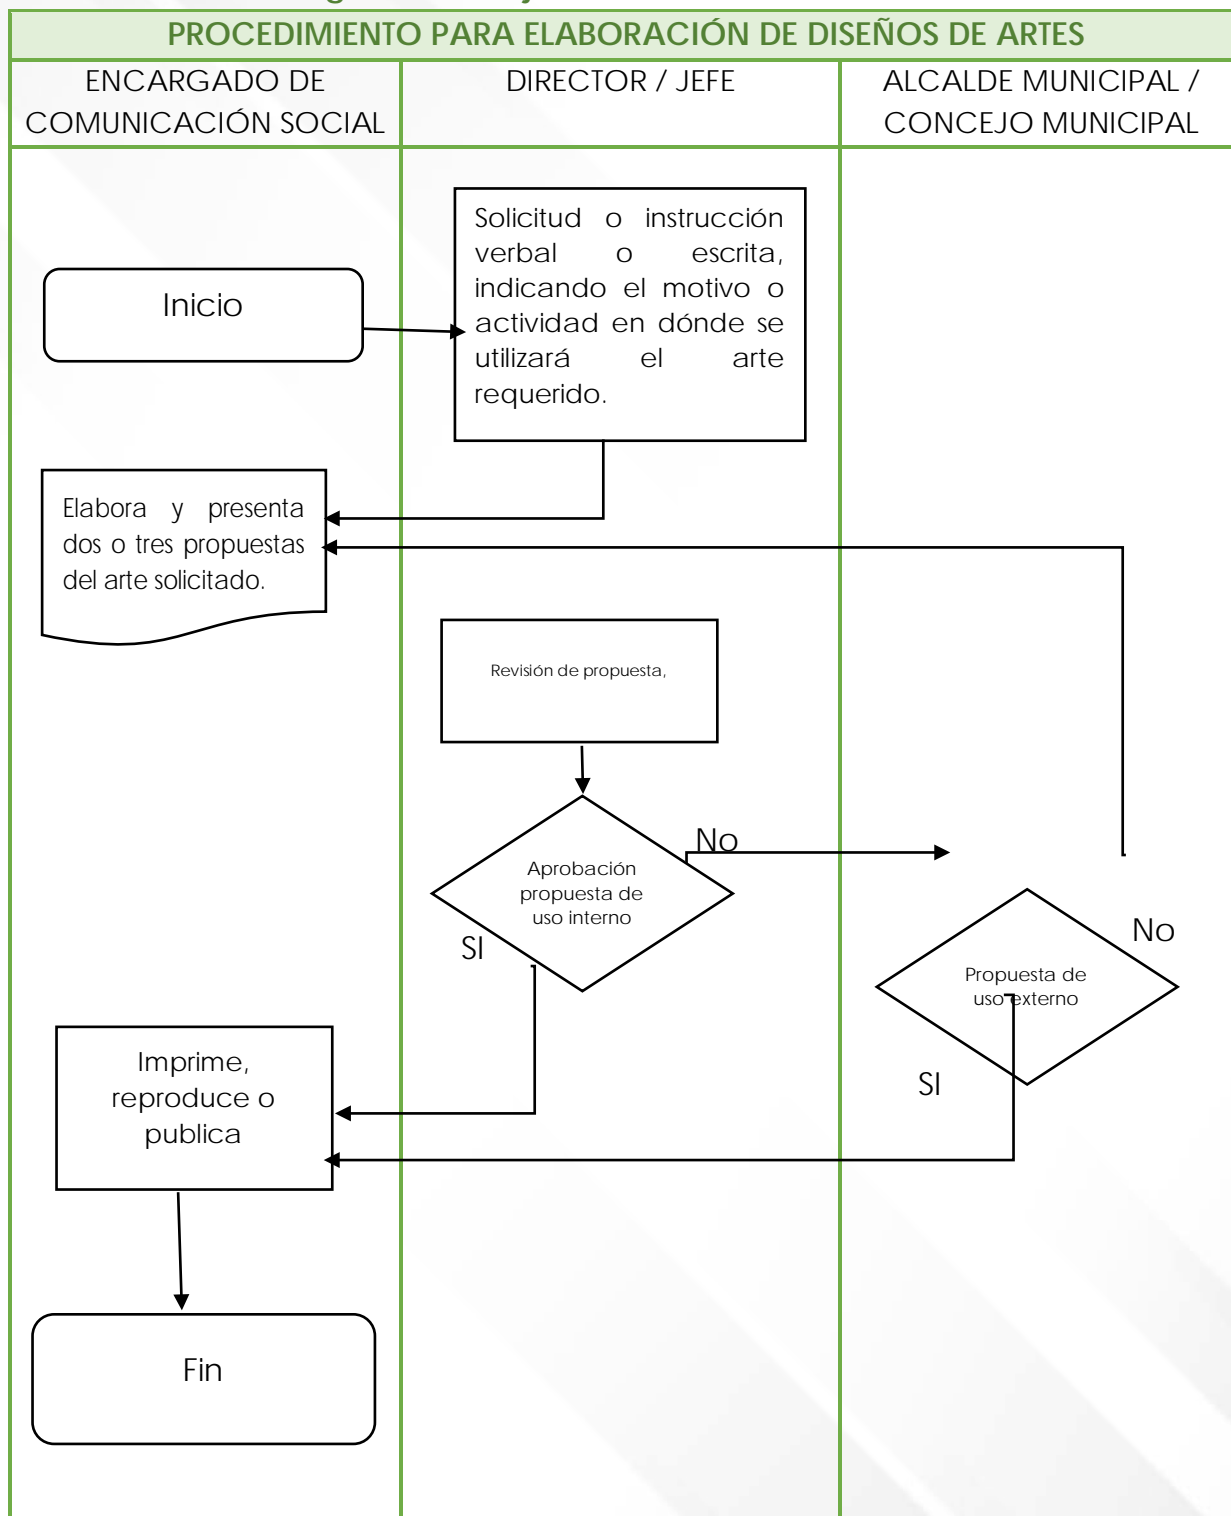 PROCEDIMIENTO PARA ELABORACIÓN DE DISEÑOS DE ARTES
ENCARGADO DE
COMUNICACIÓN SOCIAL
DIRECTOR / JEFE
ALCALDE MUNICIPAL /
CONCEJO MUNICIPAL
Inicio
Solicitud o instrucción
verbal o escrita,
indicando el motivo o
actividad en dónde se
utilizará el arte
requerido.
Elabora y presenta
dos o tres propuestas
del arte solicitado.
Revisión de propuesta,
Aprobación
propuesta de
uso interno
No
SI
Propuesta de
uso externo
No
SI
Imprime,
reproduce o
publica
Fin